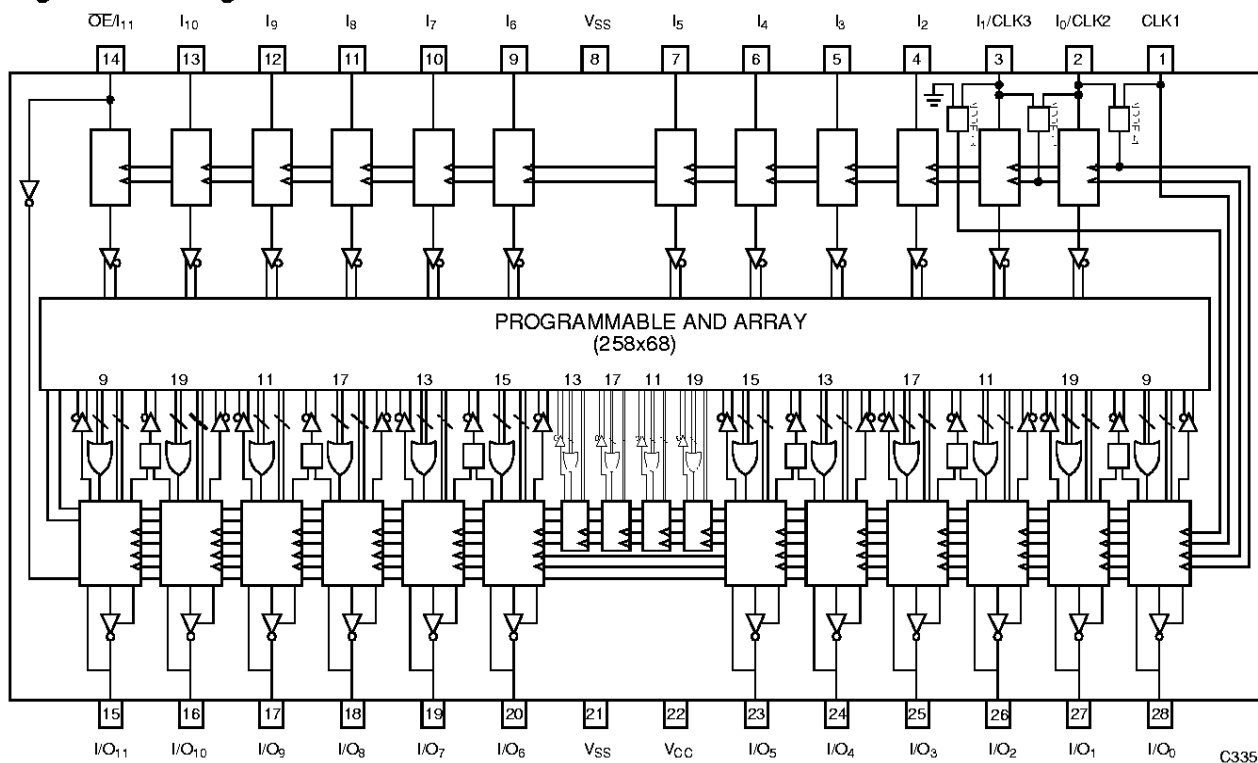 OE/I11 I10 I9 I8 I7 I6 VSS I5 I4 I3 I2 I1/CLK3 I0/CLK2 CLK1
14 13 12 11 10 9 8 7 6 5 4 3 2 1
PROGRAMMABLE AND ARRAY
(258x68)
9 19 11 17 13 15 13 17 11 19 15 13 17 11 19 9
15 16 17 18 19 20 21 22 23 24 25 26 27 28
I/O11 I/O10 I/O9 I/O8 I/O7 I/O6 VSS VCC I/O5 I/O4 I/O3 I/O2 I/O1 I/O0
C335